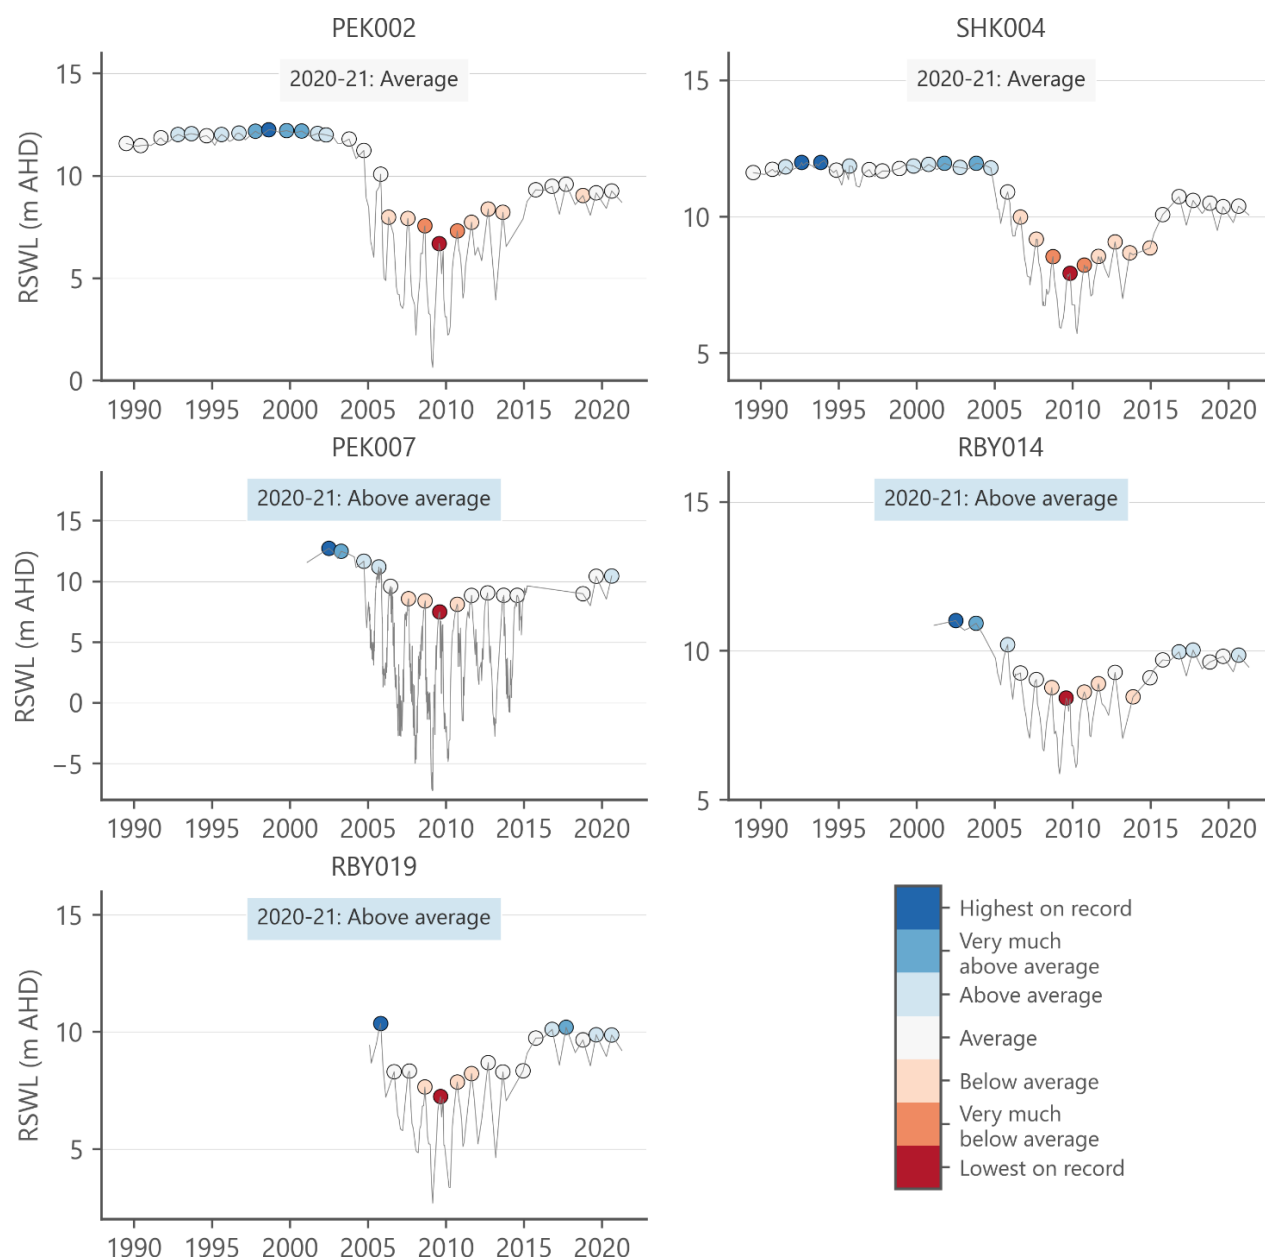 PEK002
2020-21: Average
RSWL (m AHD)
15
10
5
0
1990 1995 2000 2005 2010 2015 2020
SHK004
2020-21: Average
15
10
5
1990 1995 2000 2005 2010 2015 2020
PEK007
2020-21: Above average
RSWL (m AHD)
15
10
5
0
−5
1990 1995 2000 2005 2010 2015 2020
RBY014
2020-21: Above average
15
10
5
1990 1995 2000 2005 2010 2015 2020
RBY019
2020-21: Above average
RSWL (m AHD)
15
10
5
1990 1995 2000 2005 2010 2015 2020
Highest on record
Very much
above average
Above average
Average
Below average
Very much
below average
Lowest on record